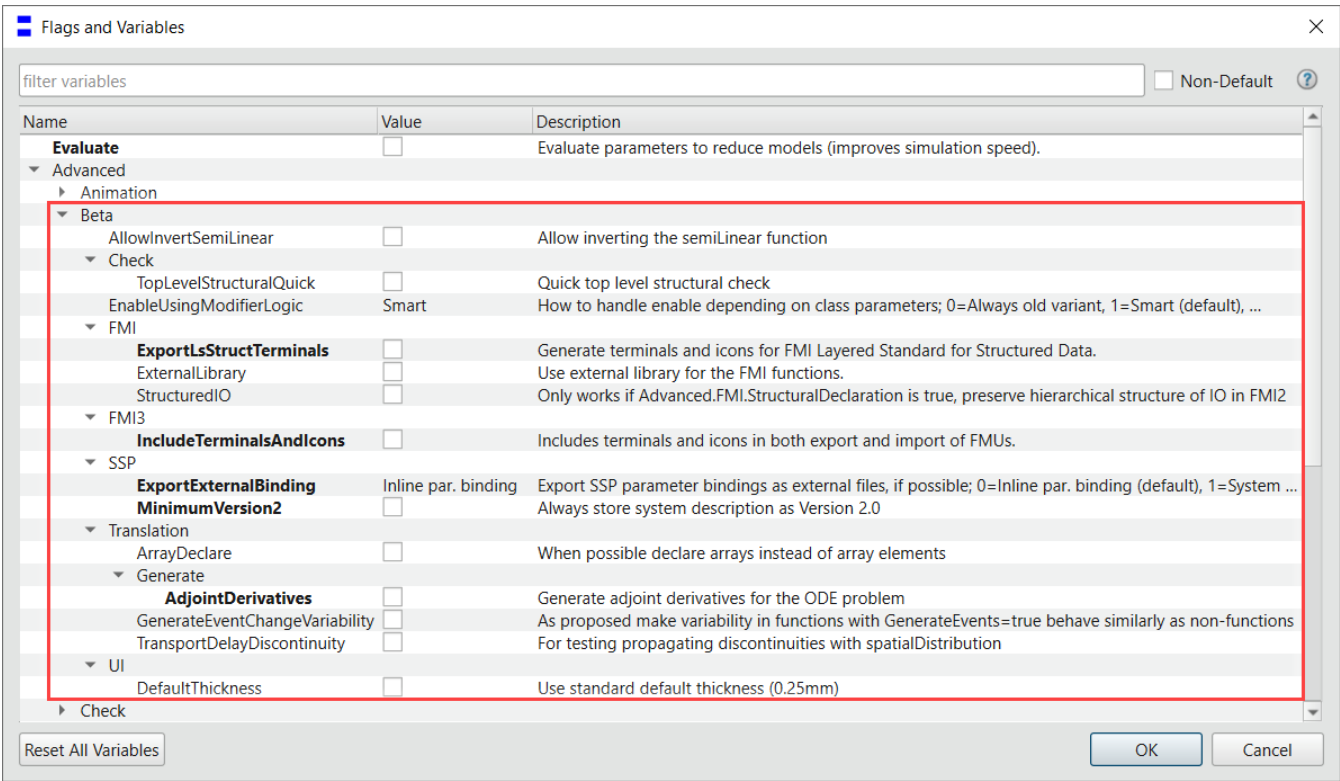 Flags and Variables
filter variables
Non-Default
?
Name Value Description
Evaluate Evaluate parameters to reduce models (improves simulation speed).
Advanced
Animation
Beta
AllowInvertSemiLinear Allow inverting the semiLinear function
Check
TopLevelStructuralQuick Quick top level structural check
EnableUsingModifierLogic Smart How to handle enable depending on class parameters; 0=Always old variant, 1=Smart (default), ...
FMI
ExportLsStructTerminals Generate terminals and icons for FMI Layered Standard for Structured Data.
ExternalLibrary Use external library for the FMI functions.
StructuredIO Only works if Advanced.FMI.StructuralDeclaration is true, preserve hierarchical structure of IO in FMI2
FMI3
IncludeTerminalsAndIcons Includes terminals and icons in both export and import of FMUs.
SSP
ExportExternalBinding Inline par. binding Export SSP parameter bindings as external files, if possible; 0=Inline par. binding (default), 1=System ...
MinimumVersion2 Always store system description as Version 2.0
Translation
ArrayDeclare When possible declare arrays instead of array elements
Generate
AdjointDerivatives Generate adjoint derivatives for the ODE problem
GenerateEventChangeVariability As proposed make variability in functions with GenerateEvents=true behave similarly as non-functions
TransportDelayDiscontinuity For testing propagating discontinuities with spatialDistribution
UI
DefaultThickness Use standard default thickness (0.25mm)
Check
Reset All Variables OK Cancel